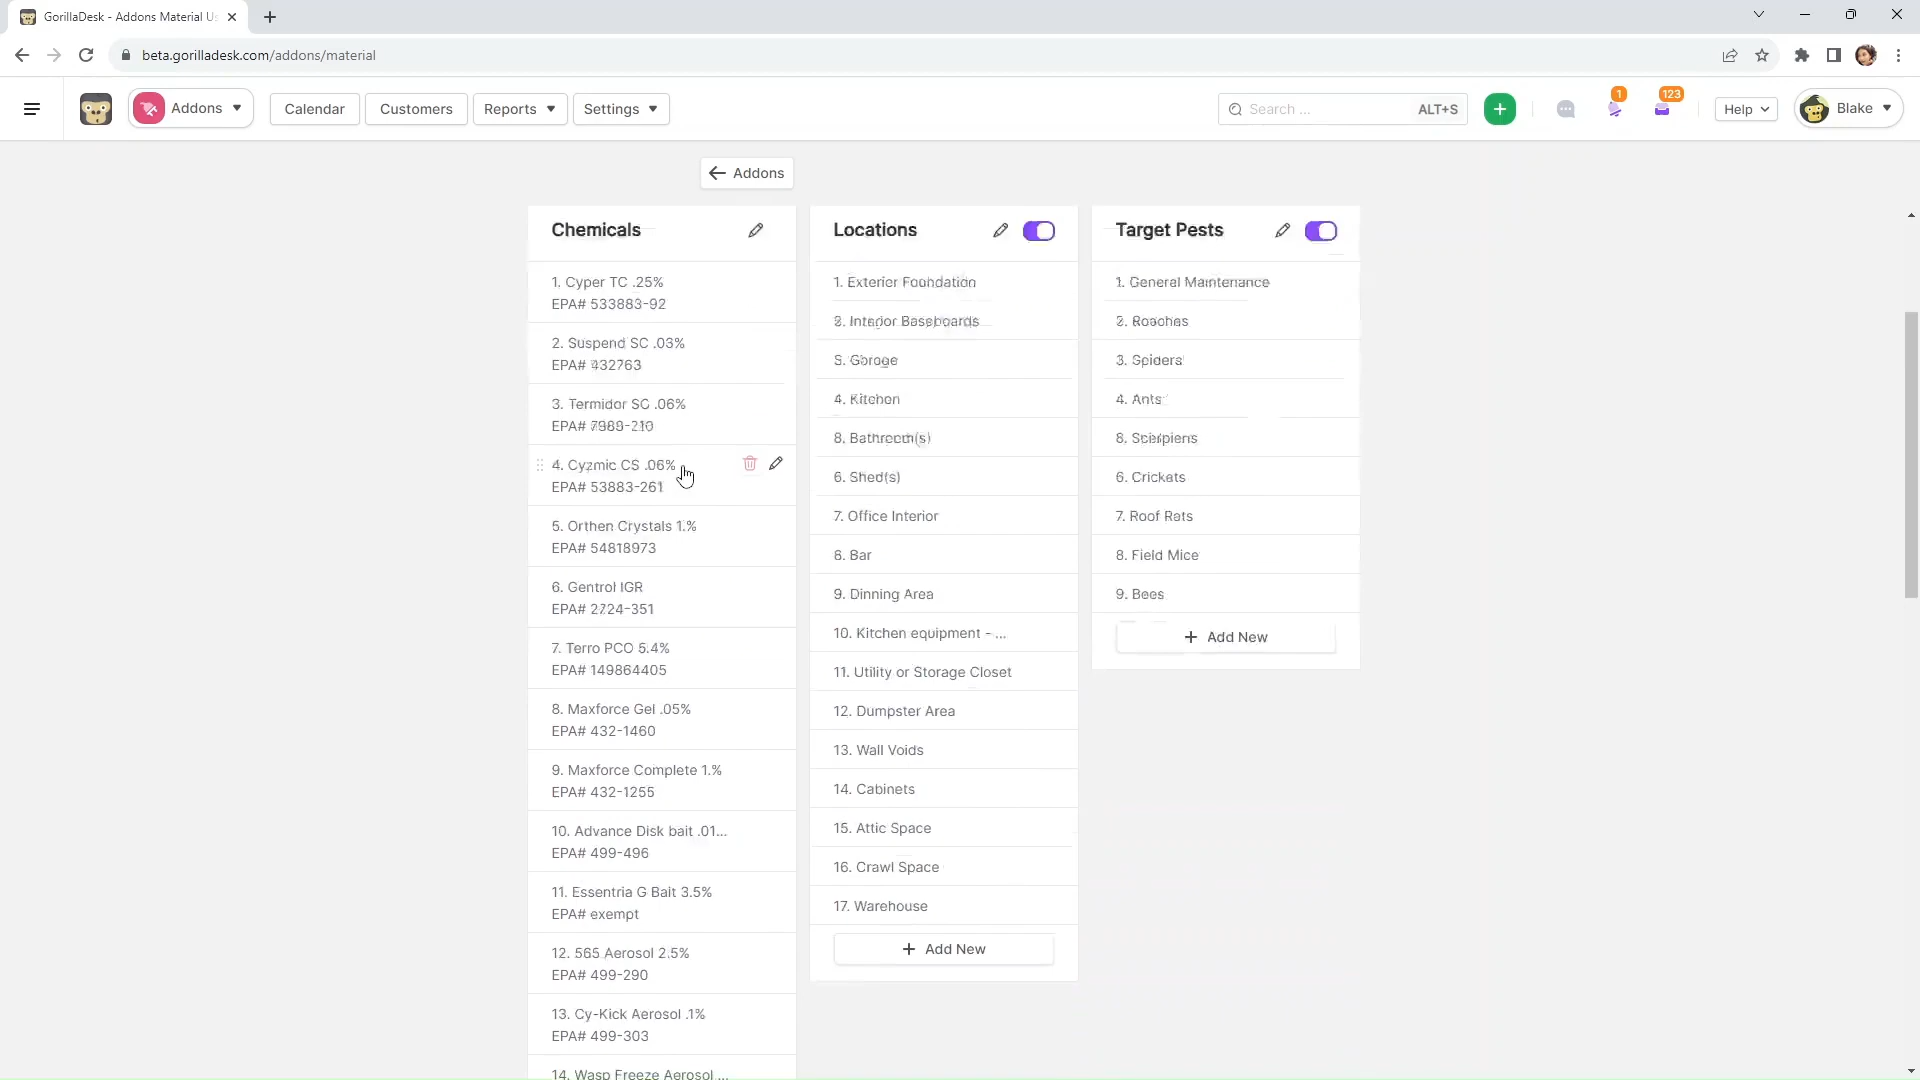 GorillaDesk - Addons Material Us
beta.gorilladesk.com/addons/material
Addons
Calendar
Customers
Reports
Settings
Search ...
ALT+S
1
123
Help
Blake
Addons
Chemicals
1. Cyper TC .25%
EPA# 533883-92
2. Suspend SC .03%
EPA# 432763
3. Termidor SC .06%
EPA# 7989-210
4. Cyzmic CS .06%
EPA# 53883-261
5. Orthen Crystals 1.%
EPA# 54818973
6. Gentrol IGR
EPA# 2724-351
7. Terro PCO 5.4%
EPA# 149864405
8. Maxforce Gel .05%
EPA# 432-1460
9. Maxforce Complete 1.%
EPA# 432-1255
10. Advance Disk bait .01...
EPA# 499-496
11. Essentria G Bait 3.5%
EPA# exempt
12. 565 Aerosol 2.5%
EPA# 499-290
13. Cy-Kick Aerosol .1%
EPA# 499-303
14. Wasp Freeze Aerosol ...
Locations
1. Exterior Foundation
2. Interior Baseboards
3. Garage
4. Kitchen
Bathroom(s)
6. Shed(s)
7. Office Interior
8. Bar
9. Dinning Area
10. Kitchen equipment - ...
11. Utility or Storage Closet
12. Dumpster Area
13. Wall Voids
14. Cabinets
15. Attic Space
16. Crawl Space
17. Warehouse
Add New
Target Pests
1. General Maintenance
2. Roaches
3. Spiders
4. Ants
Scorpions
6. Crickets
7. Roof Rats
8. Field Mice
9. Bees
Add New